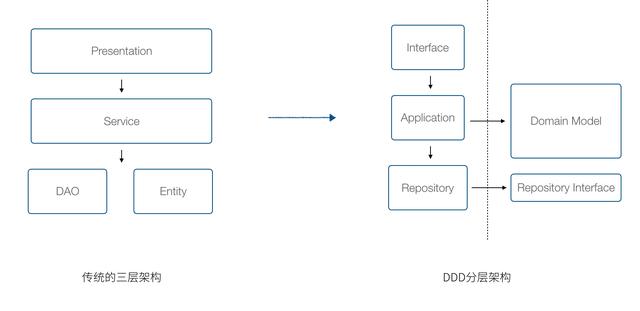 Presentation
Service
DAO
Entity
传统的三层架构
Interface
Application
Domain Model
Repository
Repository Interface
DDD分层架构